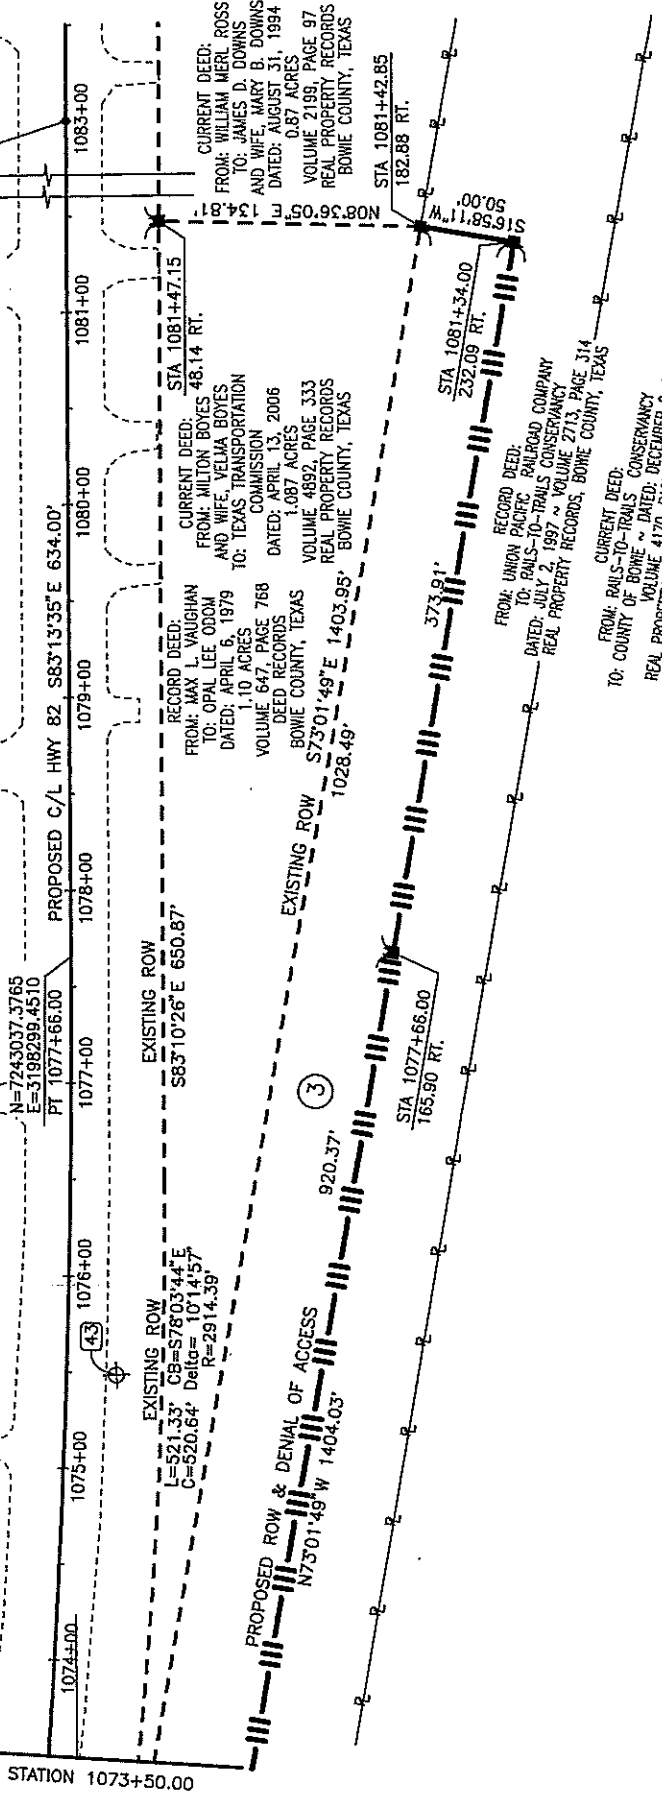 N=7243037.3765
E=3198299.4510
PT 1077+66.00
PROPOSED C/L HWY 82 S83°13'35"E 634.00'
1074+00
1075+00
1076+00
1077+00
1078+00
1079+00
1080+00
1081+00
1083+00
43
EXISTING ROW
L=521.33' CB=S78°03'44"E
C=520.64' Delta= 10°14'57"
R=2914.39'
EXISTING ROW
S83°10'26"E 650.87'
RECORD DEED:
FROM: MAX L. VAUGHAN
TO: OPAL LEE ODOM
DATED: APRIL 6, 1979
1.10 ACRES
VOLUME 647, PAGE 768
DEED RECORDS
BOWIE COUNTY, TEXAS
CURRENT DEED:
FROM: MILTON BOYES
AND WIFE, VELMA BOYES
TO: TEXAS TRANSPORTATION
COMMISSION
DATED: APRIL 13, 2006
1.087 ACRES
VOLUME 4892, PAGE 333
REAL PROPERTY RECORDS
BOWIE COUNTY, TEXAS
STA 1081+47.15
48.14 RT.
N08°36'05"E 134.81'
CURRENT DEED:
FROM: WILLIAM MERL ROSS
TO: JAMES D. DOWNS
AND WIFE, MARY B. DOWNS
DATED: AUGUST 31, 1994
0.87 ACRES
VOLUME 2199, PAGE 97
REAL PROPERTY RECORDS
BOWIE COUNTY, TEXAS
STA 1081+42.85
182.88 RT.
S16°58'11"W
50.00'
EXISTING ROW S73°01'49"E 1403.95'
1028.49'
STA 1081+34.00
232.09 RT.
373.91'
3
920.37'
STA 1077+66.00
165.90 RT.
PROPOSED ROW & DENIAL OF ACCESS
N73°01'49"W 1404.03'
RECORD DEED:
FROM: UNION PACIFIC RAILROAD COMPANY
TO: RAILS-TO-TRAILS CONSERVANCY
DATED: JULY 2, 1997 ~ VOLUME 2713, PAGE 314
REAL PROPERTY RECORDS, BOWIE COUNTY, TEXAS
CURRENT DEED:
FROM: RAILS-TO-TRAILS CONSERVANCY
TO: COUNTY OF BOWIE ~ DATED: DECEMBER
VOLUME 4170,
REAL
STATION 1073+50.00